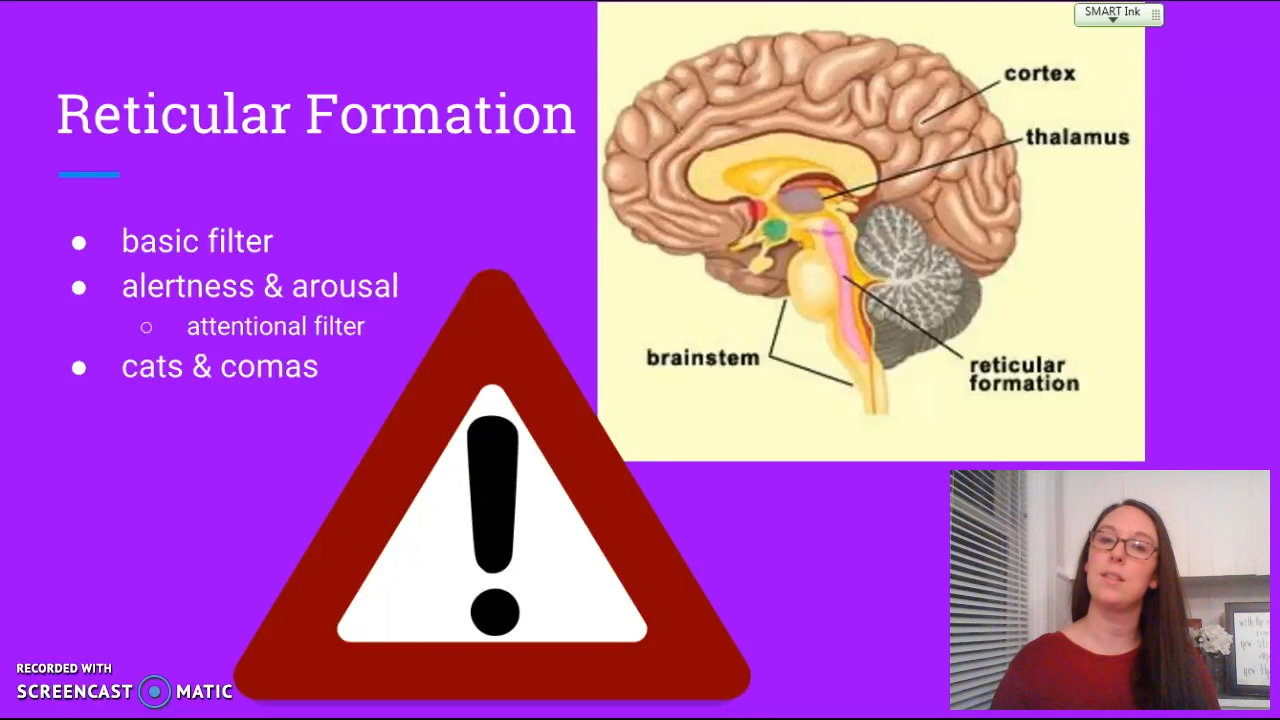 SMART Ink
Reticular Formation
● basic filter
● alertness & arousal
○ attentional filter
● cats & comas
cortex
thalamus
brainstem
reticular
formation
!
RECORDED WITH
SCREENCAST MATIC